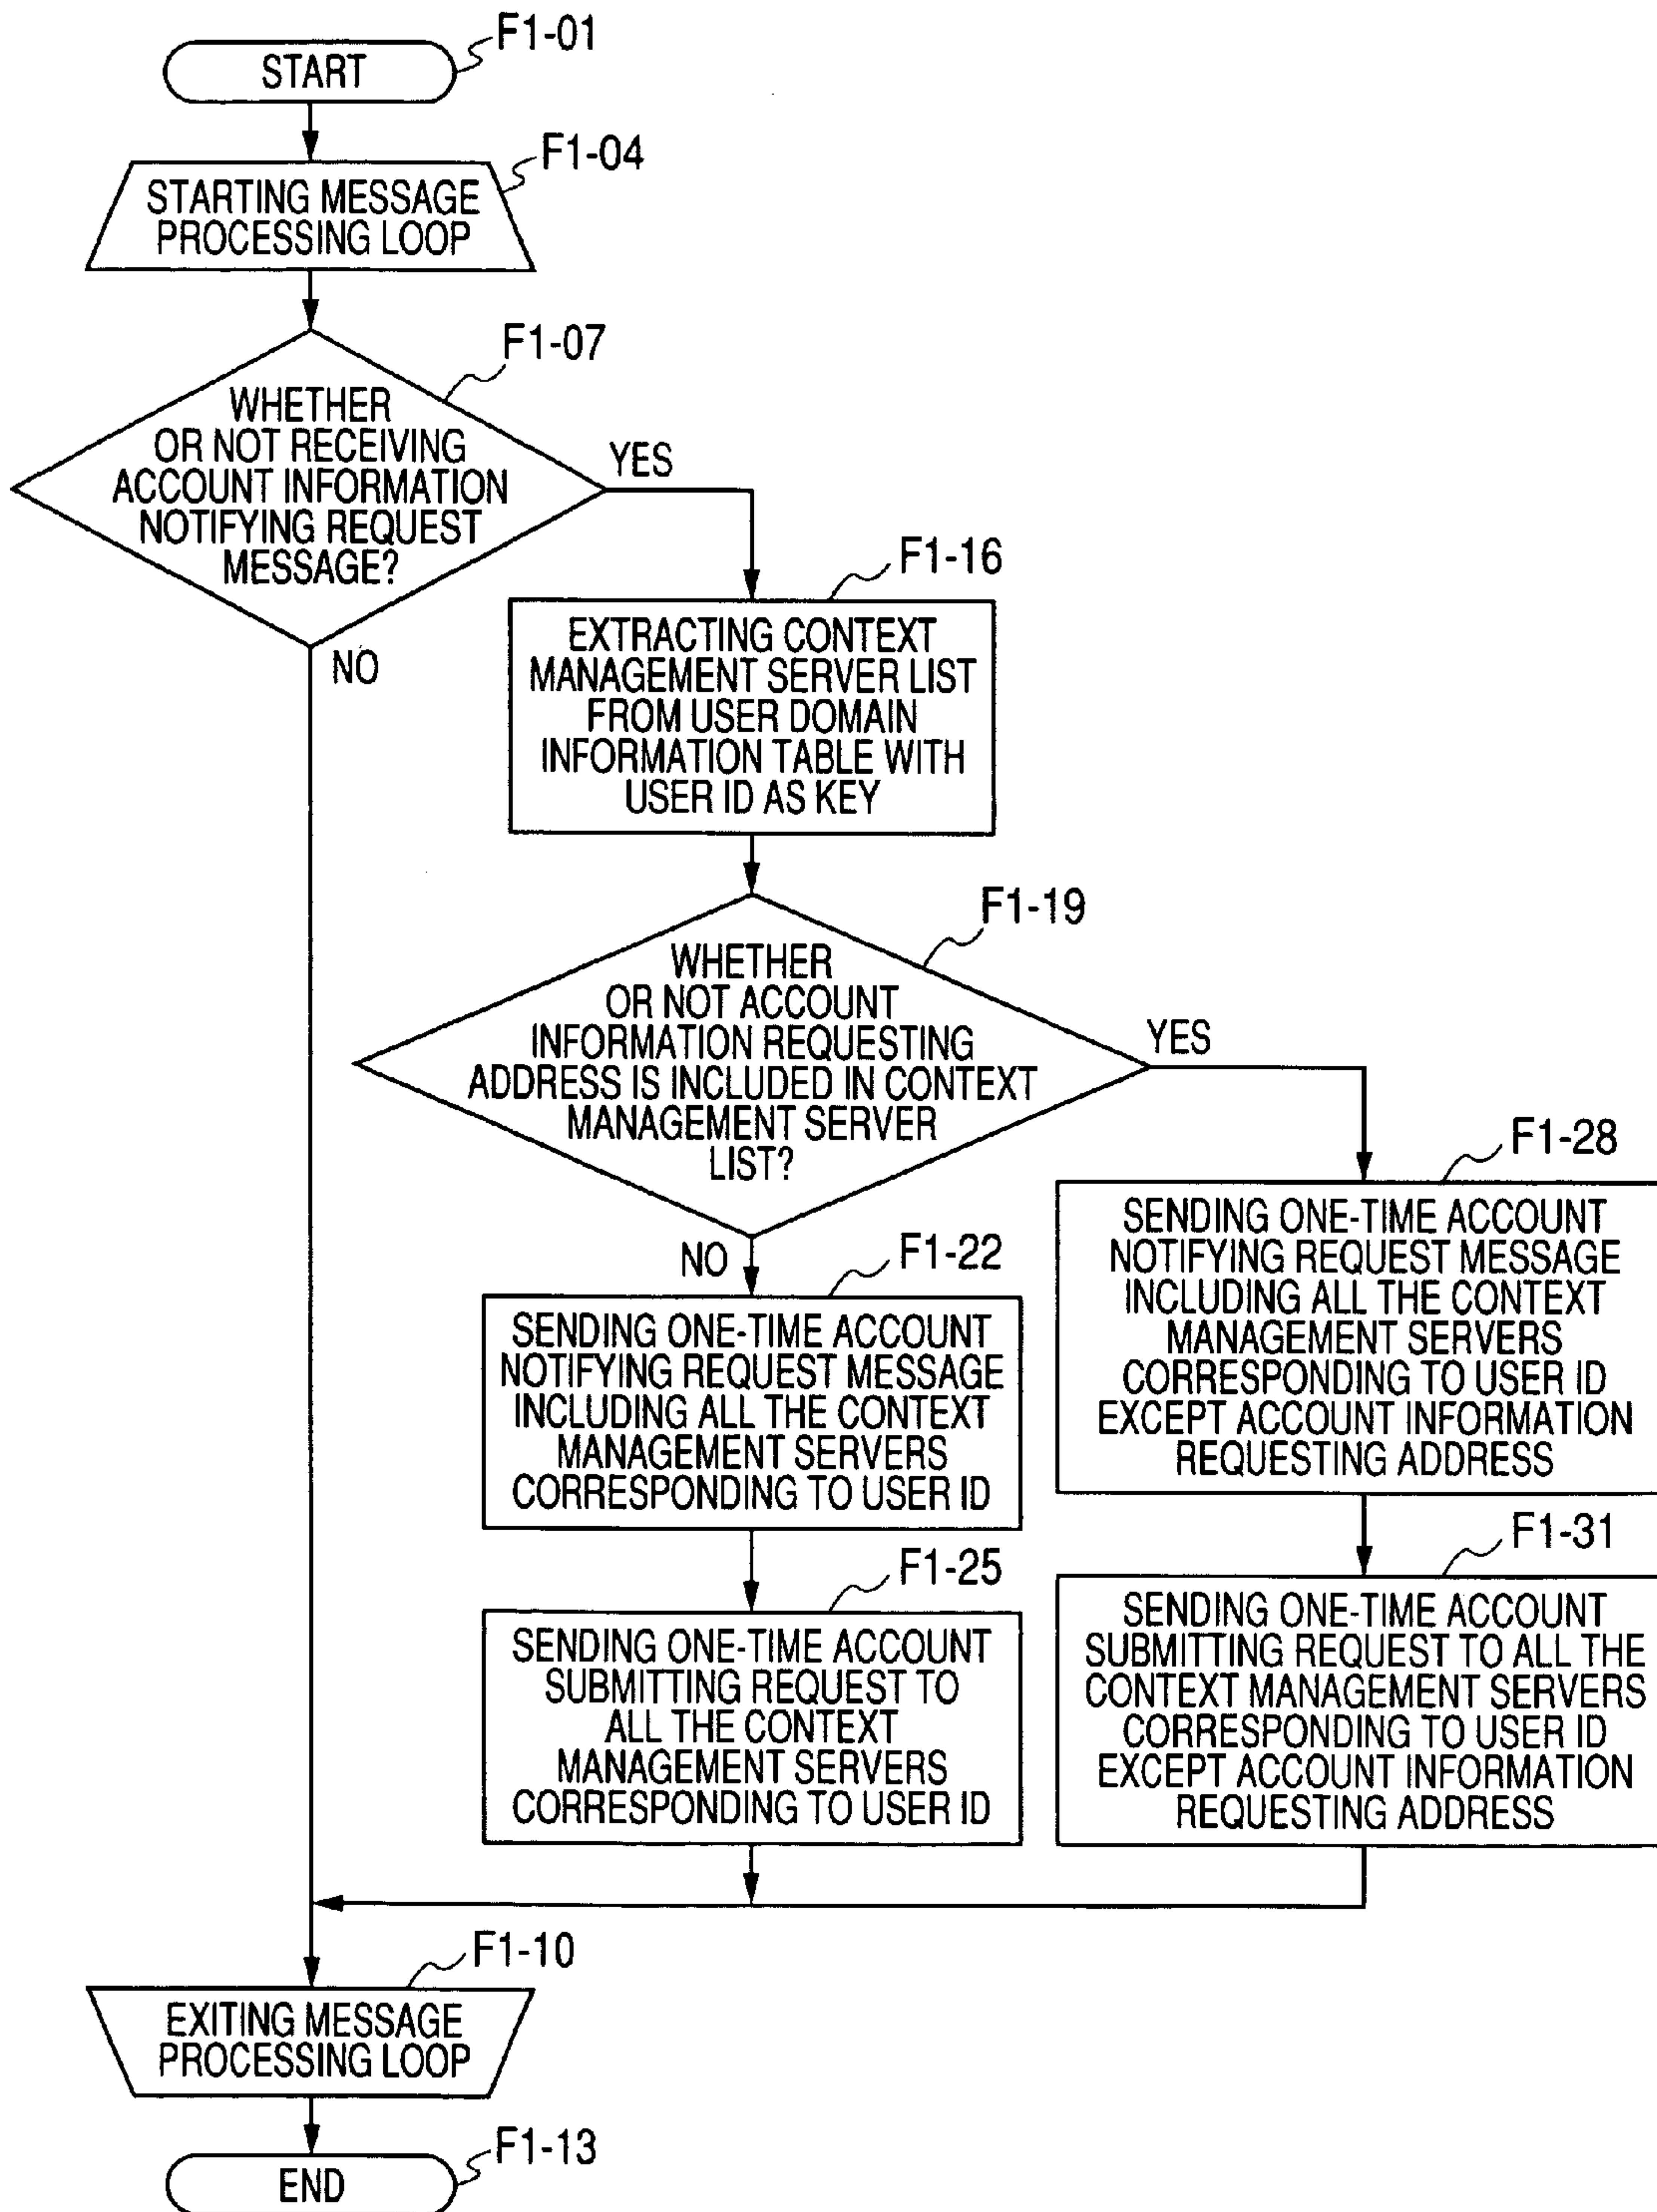 F1-01
START
F1-04
STARTING MESSAGE
PROCESSING LOOP
F1-07
WHETHER
OR NOT RECEIVING
ACCOUNT INFORMATION
NOTIFYING REQUEST
MESSAGE?
YES
NO
F1-16
EXTRACTING CONTEXT
MANAGEMENT SERVER LIST
FROM USER DOMAIN
INFORMATION TABLE WITH
USER ID AS KEY
F1-19
WHETHER
OR NOT ACCOUNT
INFORMATION REQUESTING
ADDRESS IS INCLUDED IN CONTEXT
MANAGEMENT SERVER
LIST?
YES
NO
F1-22
SENDING ONE-TIME ACCOUNT
NOTIFYING REQUEST MESSAGE
INCLUDING ALL THE CONTEXT
MANAGEMENT SERVERS
CORRESPONDING TO USER ID
F1-25
SENDING ONE-TIME ACCOUNT
SUBMITTING REQUEST TO
ALL THE CONTEXT
MANAGEMENT SERVERS
CORRESPONDING TO USER ID
F1-28
SENDING ONE-TIME ACCOUNT
NOTIFYING REQUEST MESSAGE
INCLUDING ALL THE CONTEXT
MANAGEMENT SERVERS
CORRESPONDING TO USER ID
EXCEPT ACCOUNT INFORMATION
REQUESTING ADDRESS
F1-31
SENDING ONE-TIME ACCOUNT
SUBMITTING REQUEST TO ALL THE
CONTEXT MANAGEMENT SERVERS
CORRESPONDING TO USER ID
EXCEPT ACCOUNT INFORMATION
REQUESTING ADDRESS
F1-10
EXITING MESSAGE
PROCESSING LOOP
F1-13
END